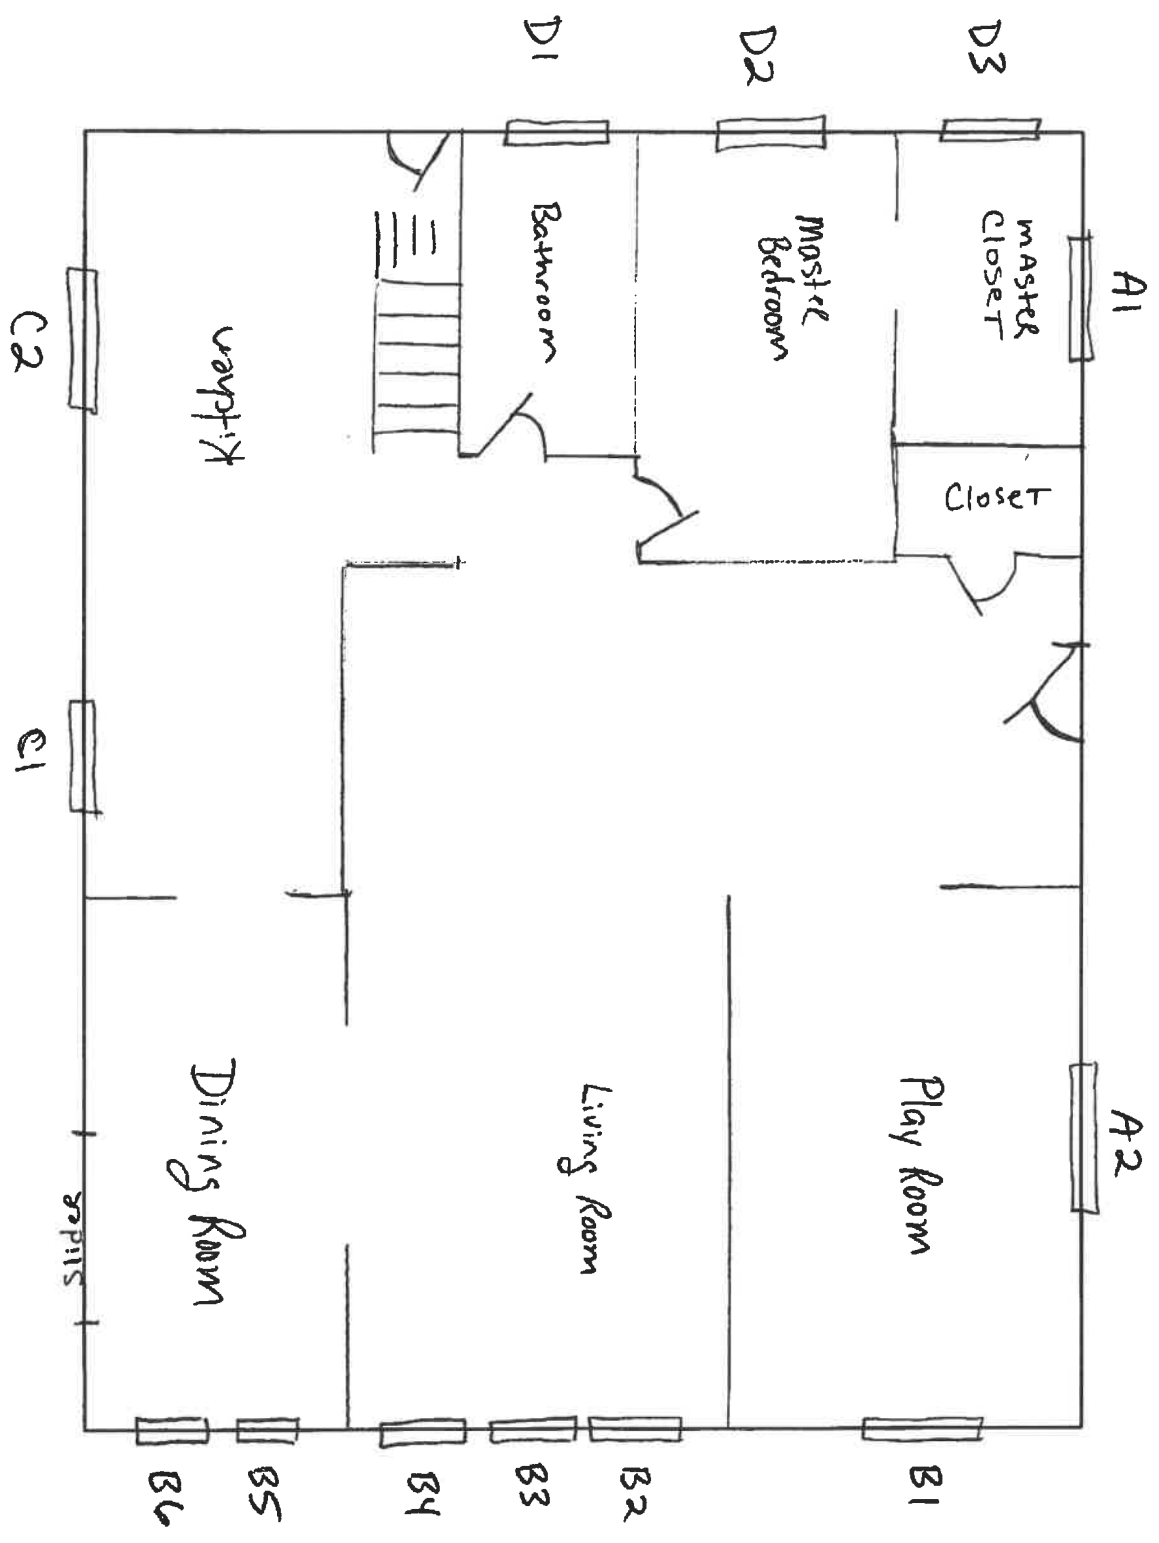 D1
D2
D3
A1
MASTER
CLOSET
Master
Bedroom
Bathroom
C2
Kitchen
CloseT
C1
A2
Play Room
Living Room
Dining Room
Slider
B6
B5
B4
B3
B2
B1